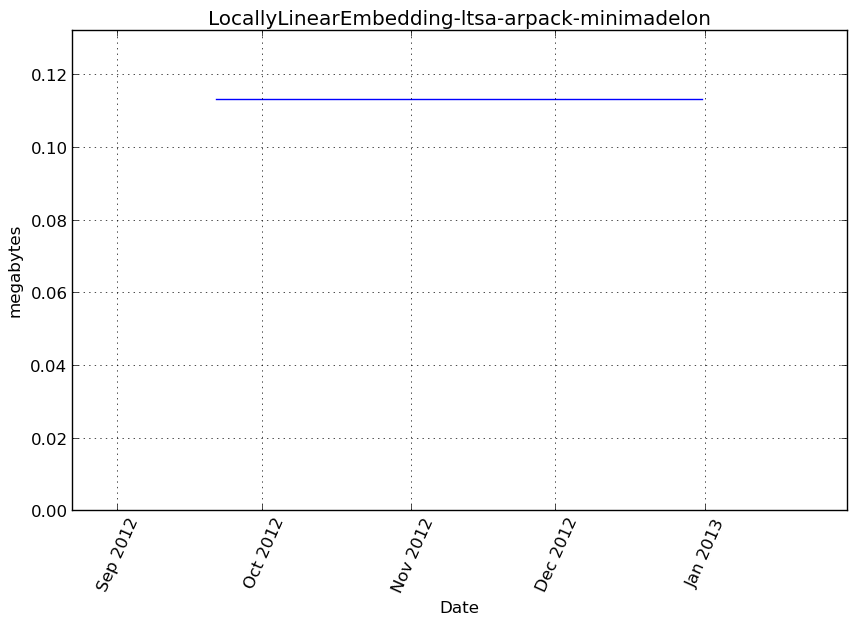 LocallyLinearEmbedding-ltsa-arpack-minimadelon
0.12
0.10
0.08
0.06
0.04
0.02
0.00
megabytes
Sep 2012
Oct 2012
Nov 2012
Dec 2012
Jan 2013
Date